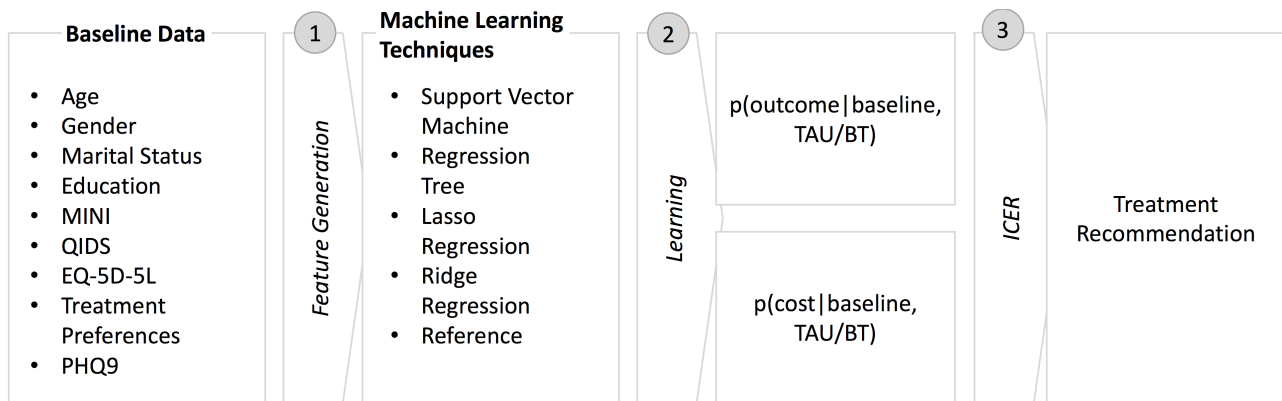 Baseline Data
Age
Gender
Marital Status
Education
MINI
QIDS
EQ-5D-5L
Treatment
Preferences
PHQ9
1
Feature Generation
Machine Learning
Techniques
Support Vector
Machine
Regression
Tree
Lasso
Regression
Ridge
Regression
Reference
2
Learning
p(outcome|baseline,
TAU/BT)
p(cost|baseline,
TAU/BT)
3
ICER
Treatment
Recommendation